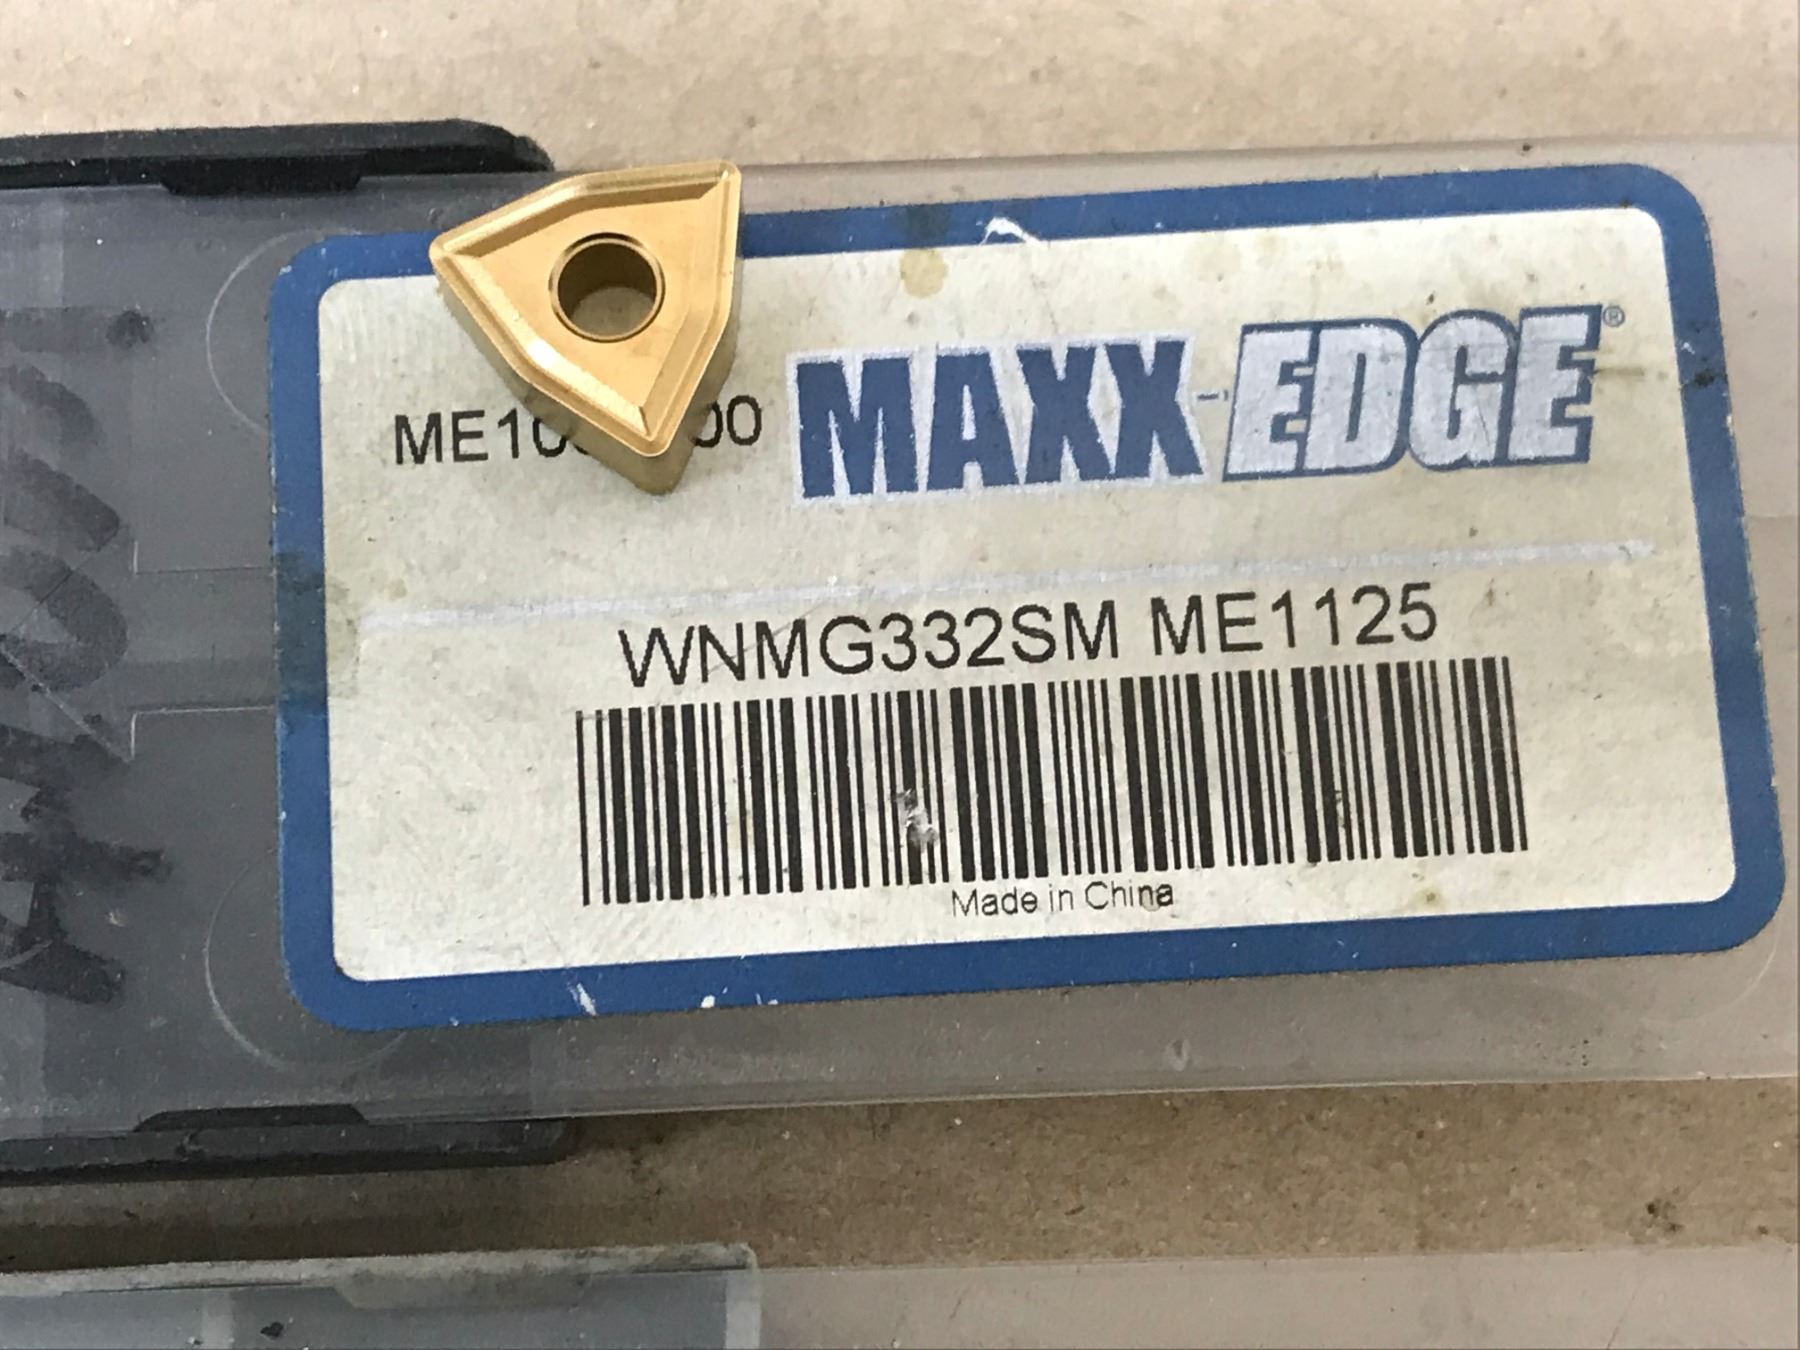 MAXX-EDGE®
WNMG332SM ME1125
Made in China